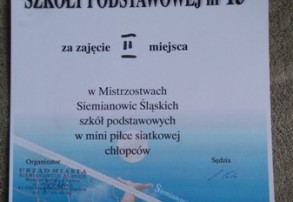 SZKOŁY PODSTAWOWEJ nr 13
za zajęcie II miejsca
w Mistrzostwach
Siemianowic Śląskich
szkół podstawowych
w mini piłce siatkowej
chłopców
Organizator
Sędzia
URZĄD MIASTA